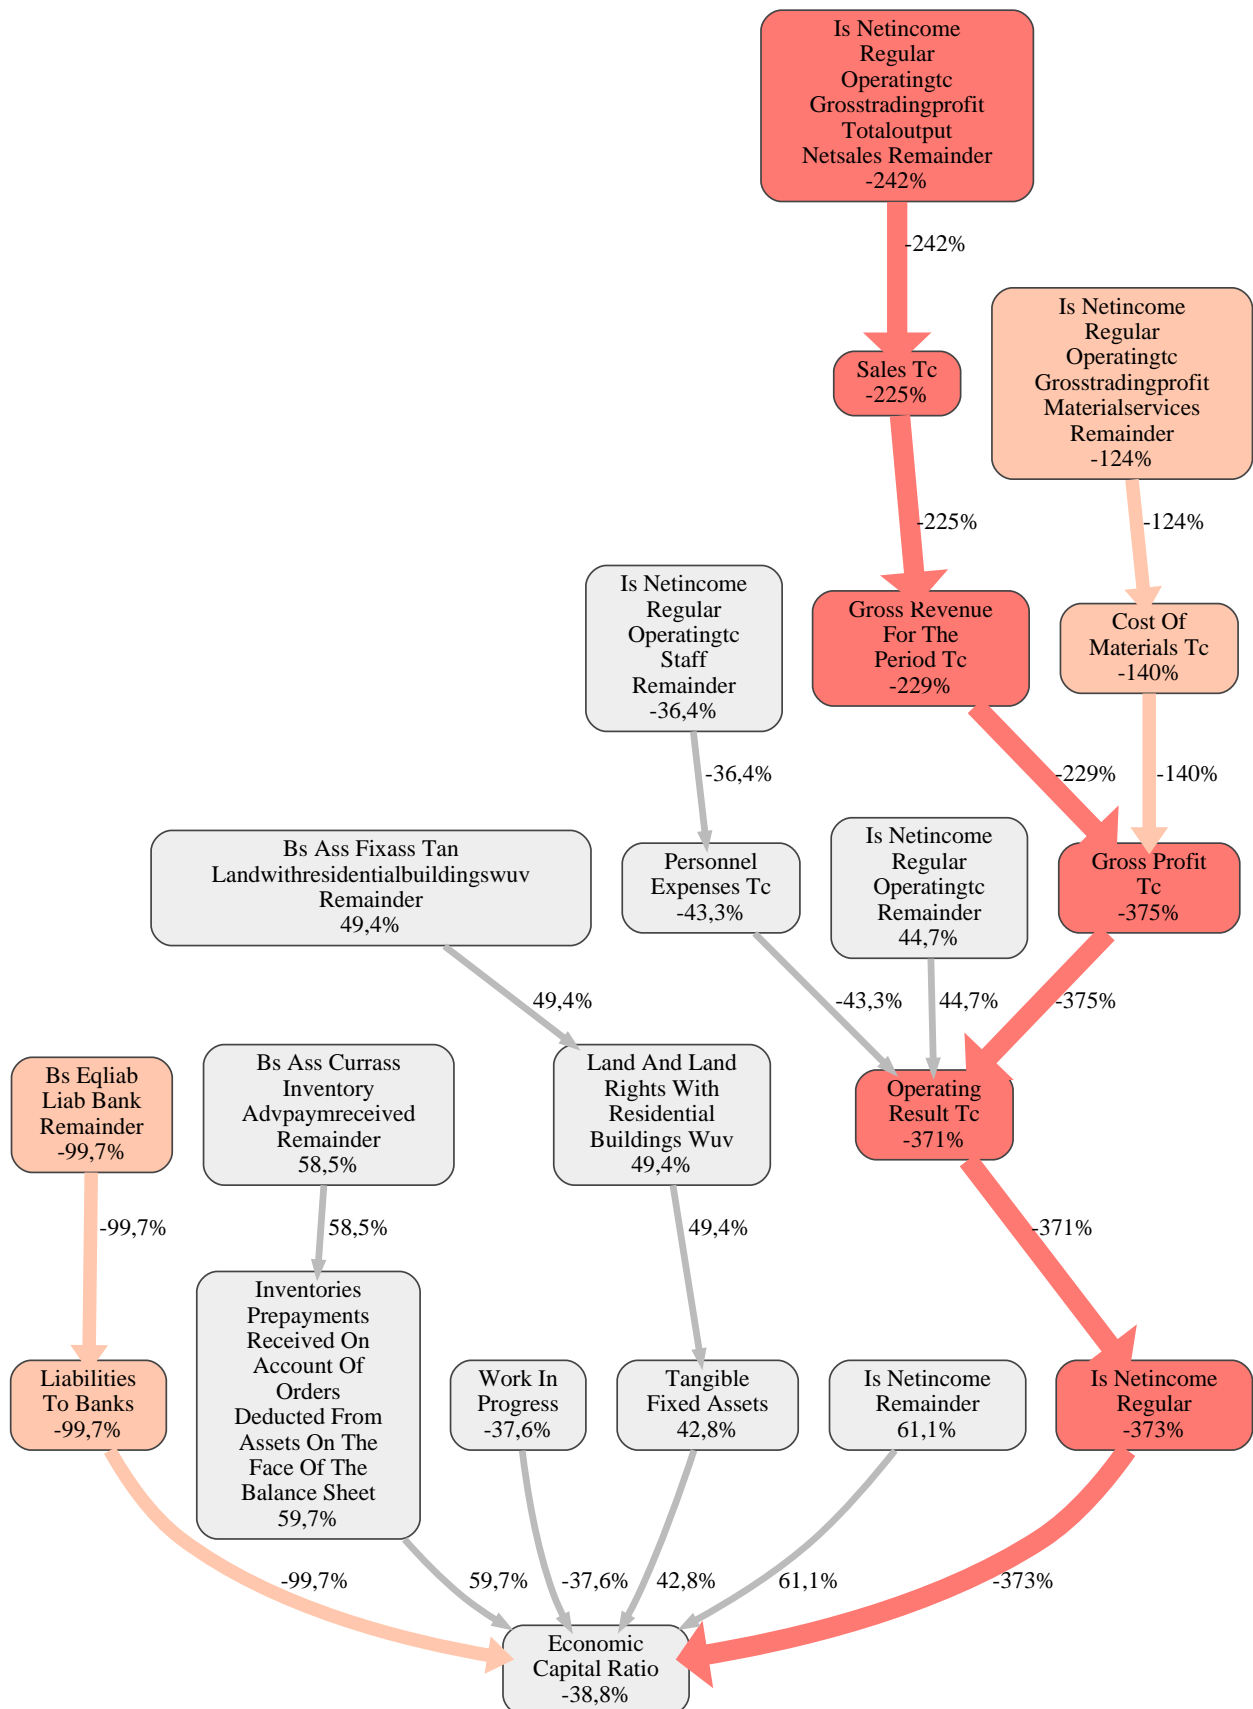 Is Netincome
Regular
Operatingtc
Grosstradingprofit
Totaloutput
Netsales Remainder
-242%
-242%
Is Netincome
Regular
Operatingtc
Grosstradingprofit
Materialservices
Remainder
-124%
Sales Tc
-225%
-225%
-124%
Is Netincome
Regular
Operatingtc
Staff
Remainder
-36,4%
Gross Revenue
For The
Period Tc
-229%
Cost Of
Materials Tc
-140%
-36,4%
-229%
-140%
Bs Ass Fixass Tan
Landwithresidentialbuildingswuv
Remainder
49,4%
Personnel
Expenses Tc
-43,3%
Is Netincome
Regular
Operatingtc
Remainder
44,7%
Gross Profit
Tc
-375%
49,4%
-43,3%
44,7%
-375%
Bs Eqliab
Liab Bank
Remainder
-99,7%
Bs Ass Currass
Inventory
Advpaymreceived
Remainder
58,5%
Land And Land
Rights With
Residential
Buildings Wuv
49,4%
Operating
Result Tc
-371%
-99,7%
58,5%
49,4%
-371%
Liabilities
To Banks
-99,7%
Inventories
Prepayments
Received On
Account Of
Orders
Deducted From
Assets On The
Face Of The
Balance Sheet
59,7%
Work In
Progress
-37,6%
Tangible
Fixed Assets
42,8%
Is Netincome
Remainder
61,1%
Is Netincome
Regular
-373%
-99,7%
59,7%
-37,6%
42,8%
61,1%
-373%
Economic
Capital Ratio
-38,8%